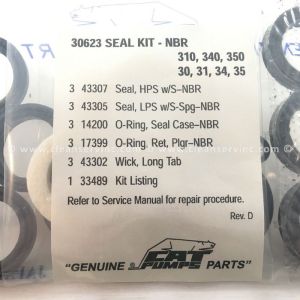 30623 SEAL KIT - NBR
310, 340, 350
30, 31, 34, 35
3 43307 Seal, HPS w/S-NBR
3 43305 Seal, LPS w/S-Spg-NBR
3 14200 O-Ring, Seal Case-NBR
3 17399 O-Ring, Ret, Plgr-NBR
3 43302 Wick, Long Tab
1 33489 Kit Listing
Refer to Service Manual for repair procedure.
Rev. D
CAT
PUMPS
"GENUINE PARTS"